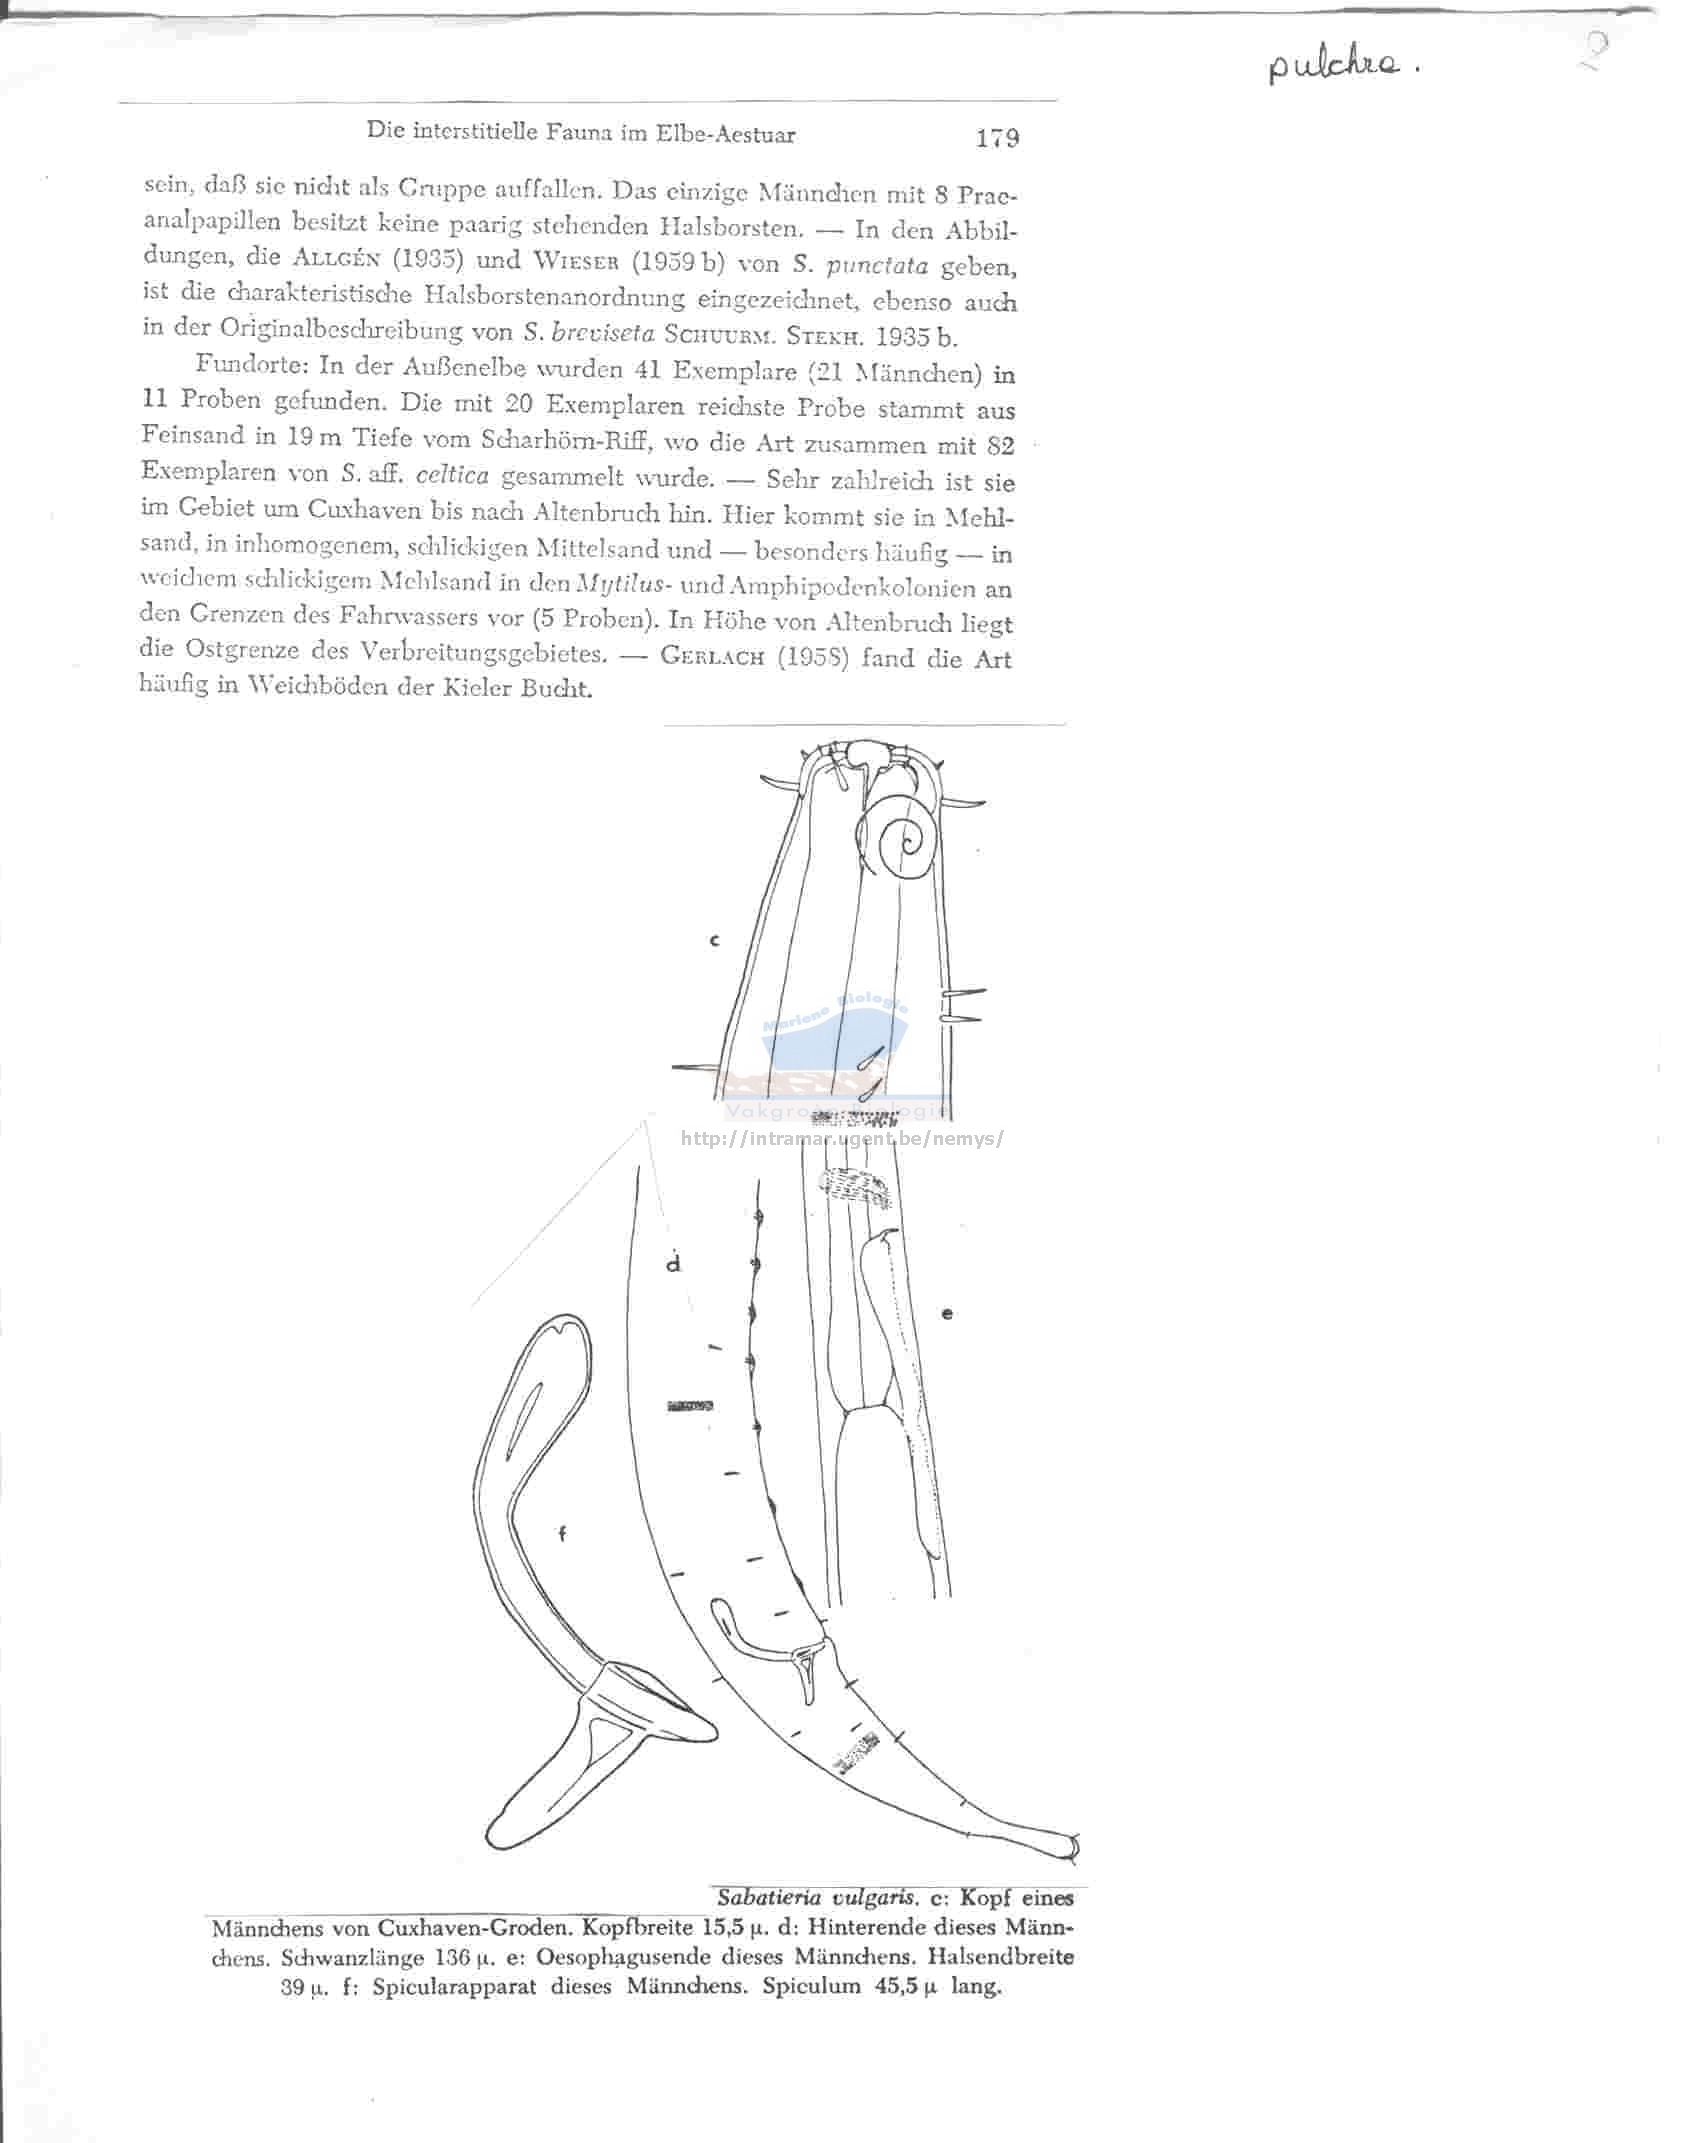 pulchra.
2
Die interstitielle Fauna im Elbe-Aestuar 179
sein, daß sie nicht als Gruppe auffallen. Das einzige Männchen mit 8 Prae-
analpapillen besitzt keine paarig stehenden Halsborsten. — In den Abbil-
dungen, die ALLGÉN (1935) und WIESER (1959 b) von S. punctata geben,
ist die charakteristische Halsborstenanordnung eingezeichnet, ebenso auch
in der Originalbeschreibung von S. breviseta SCHUURM. STEKH. 1935 b.
Fundorte: In der Außenelbe wurden 41 Exemplare (21 Männchen) in
11 Proben gefunden. Die mit 20 Exemplaren reichste Probe stammt aus
Feinsand in 19 m Tiefe vom Scharhörn-Riff, wo die Art zusammen mit 82
Exemplaren von S. aff. celtica gesammelt wurde. — Sehr zahlreich ist sie
im Gebiet um Cuxhaven bis nach Altenbruch hin. Hier kommt sie in Mehl-
sand, in inhomogenem, schlickigen Mittelsand und — besonders häufig — in
weichem schlickigem Mehlsand in den Mytilus- und Amphipodenkolonien an
den Grenzen des Fahrwassers vor (5 Proben). In Höhe von Altenbruch liegt
die Ostgrenze des Verbreitungsgebietes. — GERLACH (1958) fand die Art
häufig in Weichböden der Kieler Bucht.
c
Mariene Biologie
Vakgroep Biologie
http://intramar.ugent.be/nemys/
d
e
f
Sabatieria vulgaris. c: Kopf eines
Männchens von Cuxhaven-Groden. Kopfbreite 15,5 µ. d: Hinterende dieses Männ-
chens. Schwanzlänge 136 µ. e: Oesophagusende dieses Männchens. Halsendbreite
39 µ. f: Spicularapparat dieses Männchens. Spiculum 45,5 µ lang.